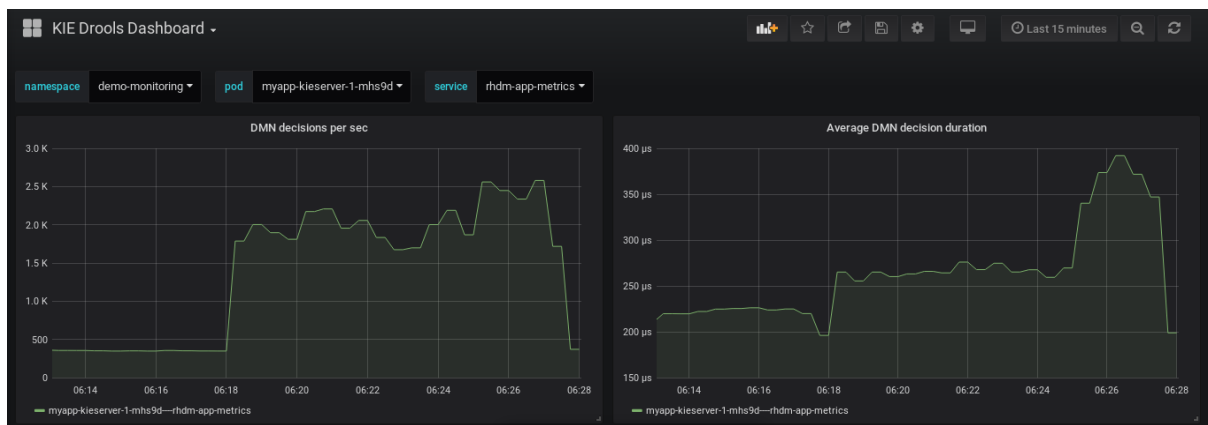 KIE Drools Dashboard
Last 15 minutes
namespace demo-monitoring pod myapp-kieserver-1-mhs9d service rhdm-app-metrics
DMN decisions per sec
3.0 K
2.5 K
2.0 K
1.5 K
1.0 K
500
0
06:14 06:16 06:18 06:20 06:22 06:24 06:26 06:28
myapp-kieserver-1-mhs9d—rhdm-app-metrics
Average DMN decision duration
400 µs
350 µs
300 µs
250 µs
200 µs
150 µs
06:14 06:16 06:18 06:20 06:22 06:24 06:26 06:28
myapp-kieserver-1-mhs9d—rhdm-app-metrics